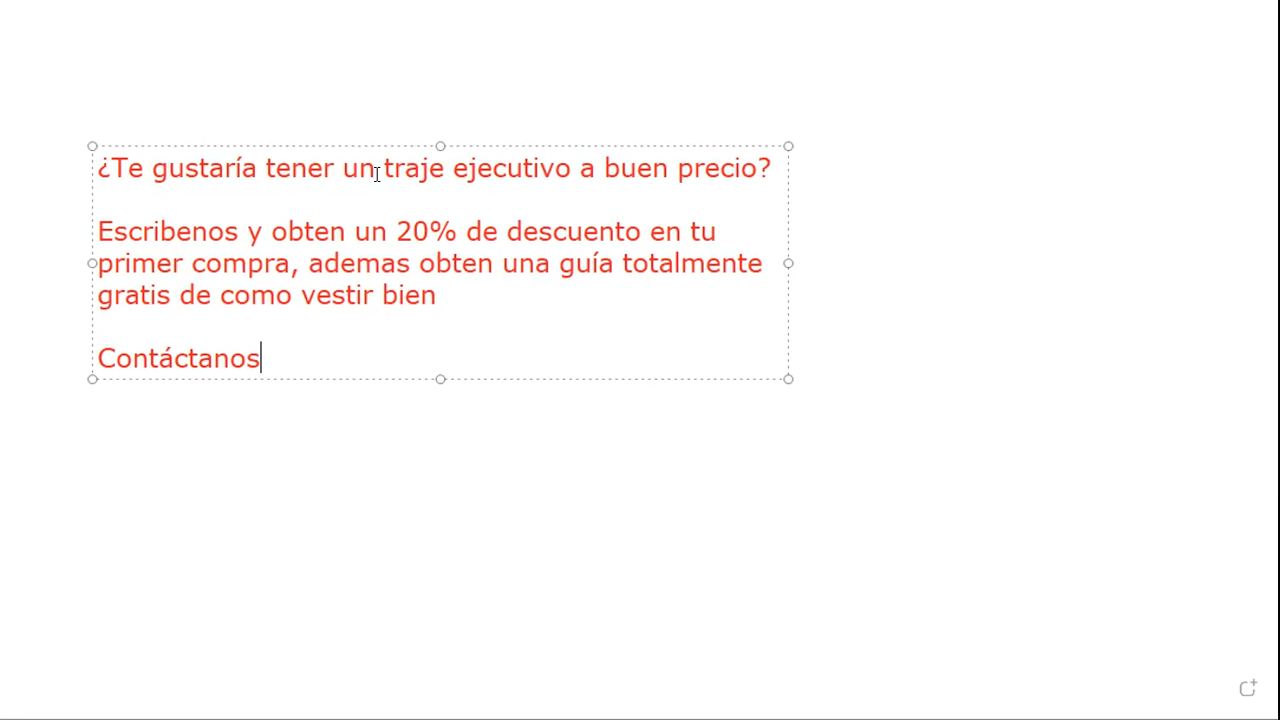 ¿Te gustaría tener un traje ejecutivo a buen precio?
Escribenos y obten un 20% de descuento en tu
primer compra, ademas obten una guía totalmente
gratis de como vestir bien
Contáctanos